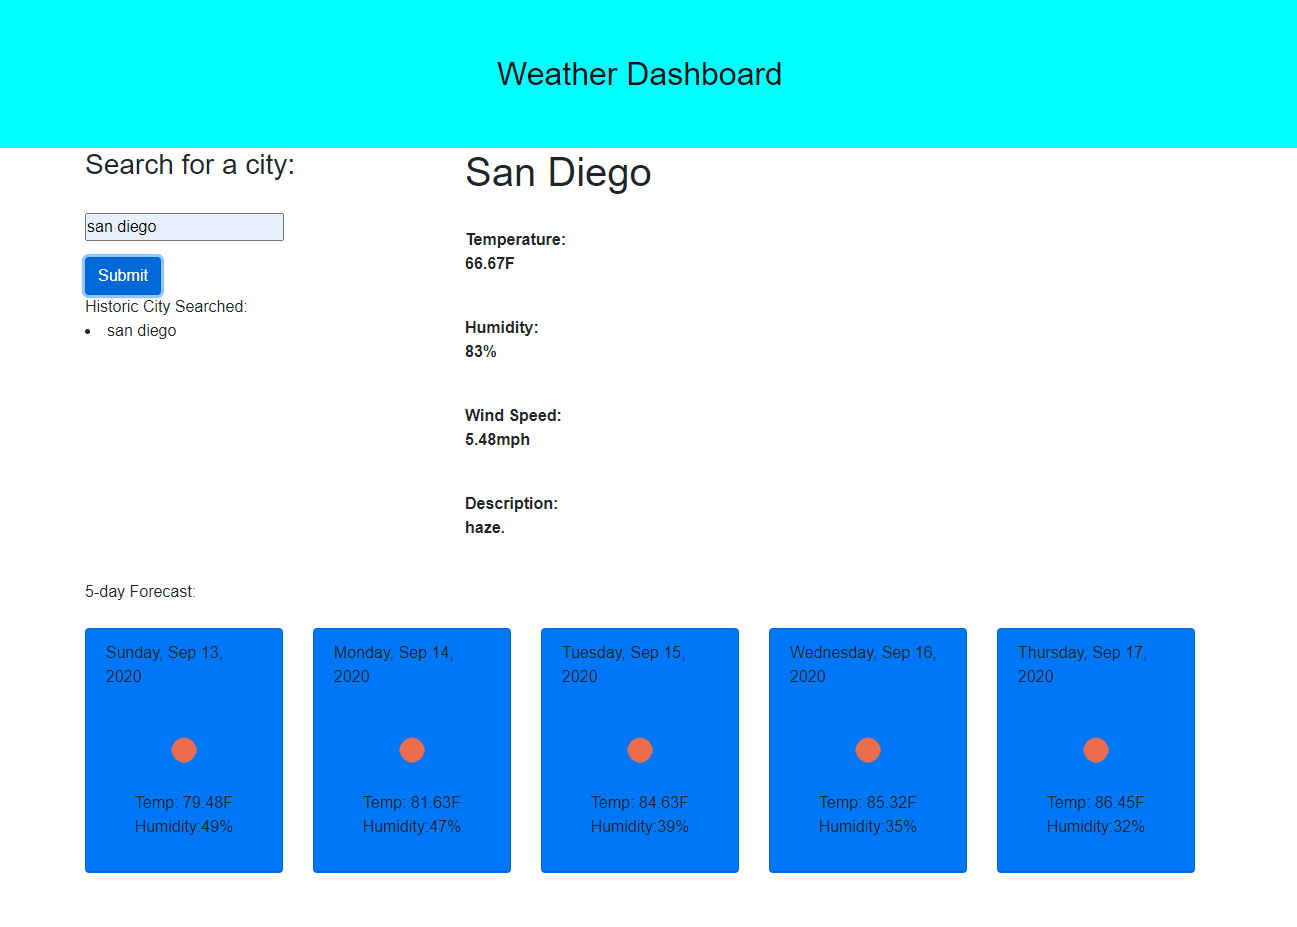 Weather Dashboard
Search for a city:
san diego
Submit
Historic City Searched:
san diego
San Diego
Temperature:
66.67F
Humidity:
83%
Wind Speed:
5.48mph
Description:
haze.
5-day Forecast:
Sunday, Sep 13,
2020
Temp: 79.48F
Humidity:49%
Monday, Sep 14,
2020
Temp: 81.63F
Humidity:47%
Tuesday, Sep 15,
2020
Temp: 84.63F
Humidity:39%
Wednesday, Sep 16,
2020
Temp: 85.32F
Humidity:35%
Thursday, Sep 17,
2020
Temp: 86.45F
Humidity:32%